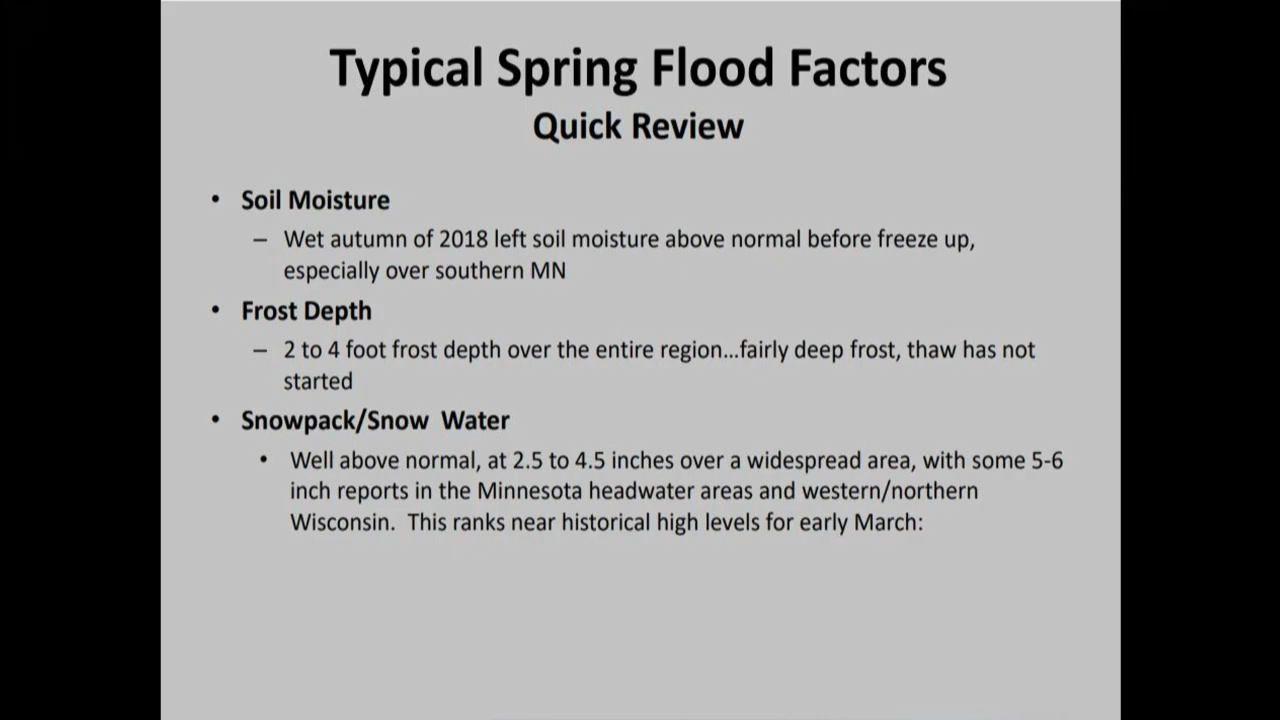 Typical Spring Flood Factors
Quick Review
• Soil Moisture
– Wet autumn of 2018 left soil moisture above normal before freeze up,
especially over southern MN
• Frost Depth
– 2 to 4 foot frost depth over the entire region...fairly deep frost, thaw has not
started
• Snowpack/Snow  Water
• Well above normal, at 2.5 to 4.5 inches over a widespread area, with some 5-6
inch reports in the Minnesota headwater areas and western/northern
Wisconsin.  This ranks near historical high levels for early March: